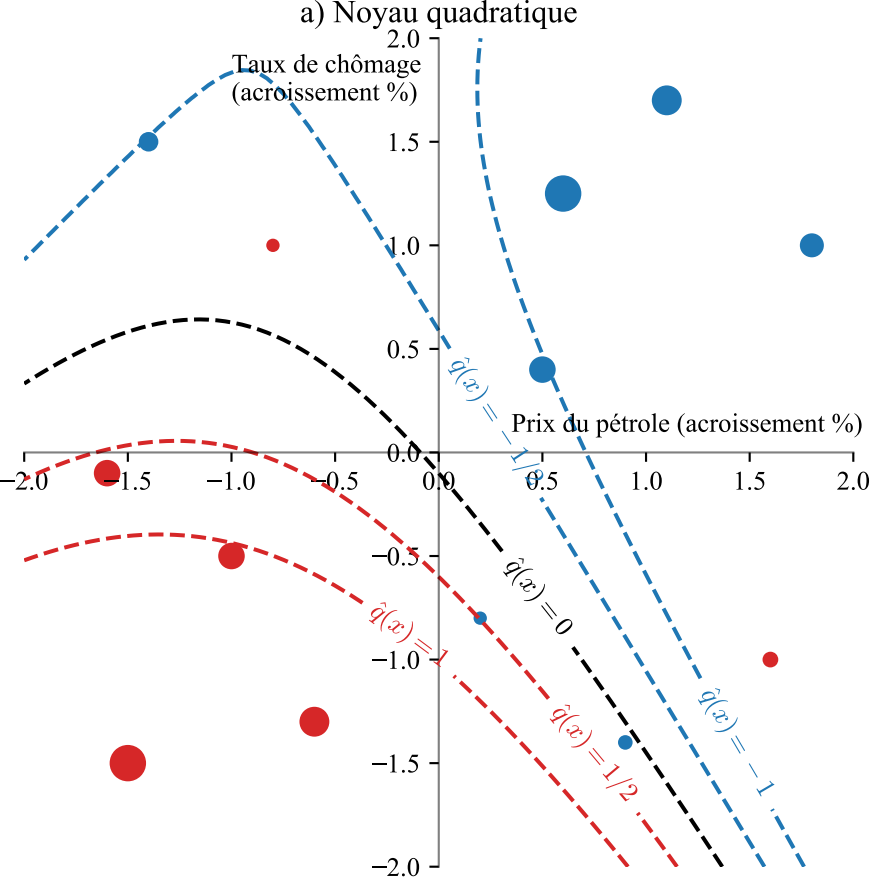 a) Noyau quadratique
2.0
Taux de chômage
(acroissement %)
1.5
1.0
0.5
q̂(x) = −1/2
Prix du pétrole (acroissement %)
0.0
−2.0 −1.5 −1.0 −0.5 0.0 0.5 1.0 1.5 2.0
−0.5
q̂(x) = 0
q̂(x) = 1
−1.0
q̂(x) = −1
q̂(x) = 1/2
−1.5
−2.0